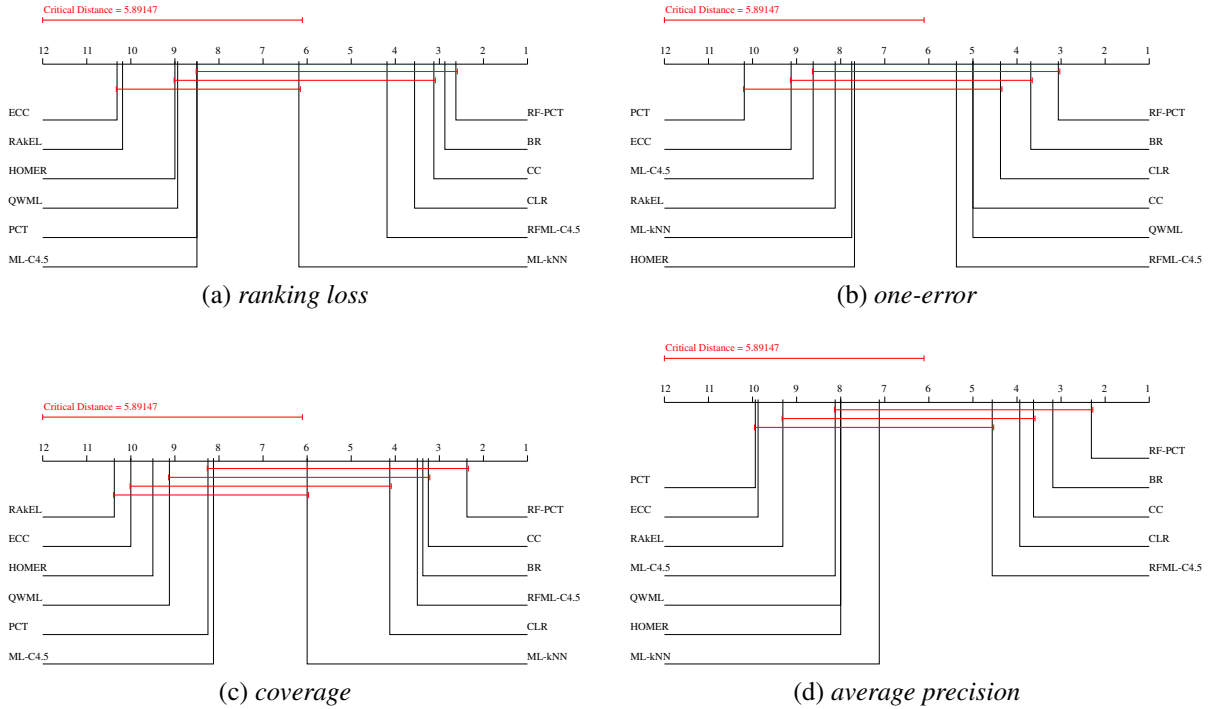 Critical Distance = 5.89147
12 11 10 9 8 7 6 5 4 3 2 1
ECC
RAkEL
HOMER
QWML
PCT
ML-C4.5
RF-PCT
BR
CC
CLR
RFML-C4.5
ML-kNN
(a) ranking loss
Critical Distance = 5.89147
12 11 10 9 8 7 6 5 4 3 2 1
PCT
ECC
ML-C4.5
RAkEL
ML-kNN
HOMER
RF-PCT
BR
CLR
CC
QWML
RFML-C4.5
(b) one-error
Critical Distance = 5.89147
12 11 10 9 8 7 6 5 4 3 2 1
RAkEL
ECC
HOMER
QWML
PCT
ML-C4.5
RF-PCT
CC
BR
RFML-C4.5
CLR
ML-kNN
(c) coverage
Critical Distance = 5.89147
12 11 10 9 8 7 6 5 4 3 2 1
PCT
ECC
RAkEL
ML-C4.5
QWML
HOMER
ML-kNN
RF-PCT
BR
CC
CLR
RFML-C4.5
(d) average precision